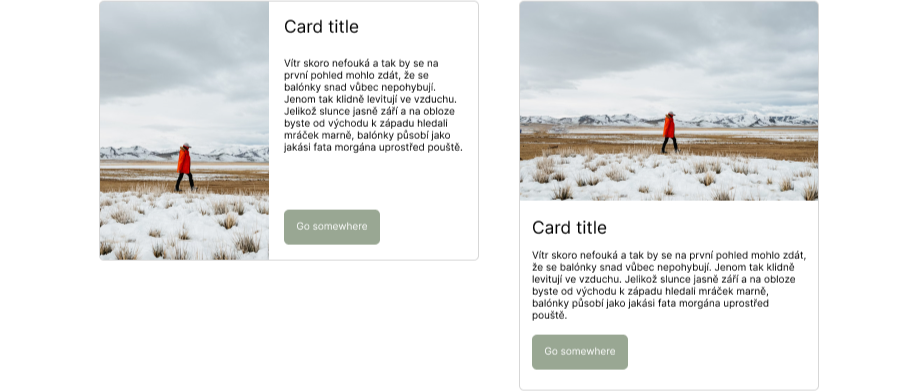 Card title
Vítr skoro nefouká a tak by se na
první pohled mohlo zdát, že se
balónky snad vůbec nepohybují.
Jenom tak klidně levitují ve vzduchu.
Jelikož slunce jasně září a na obloze
byste od východu k západu hledali
mráček marně, balónky působí jako
jakási fata morgána uprostřed pouště.
Go somewhere
Card title
Vítr skoro nefouká a tak by se na první pohled mohlo zdát,
že se balónky snad vůbec nepohybují. Jenom tak klidně
levitují ve vzduchu. Jelikož slunce jasně září a na obloze
byste od východu k západu hledali mráček marně,
balónky působí jako jakási fata morgána uprostřed
pouště.
Go somewhere